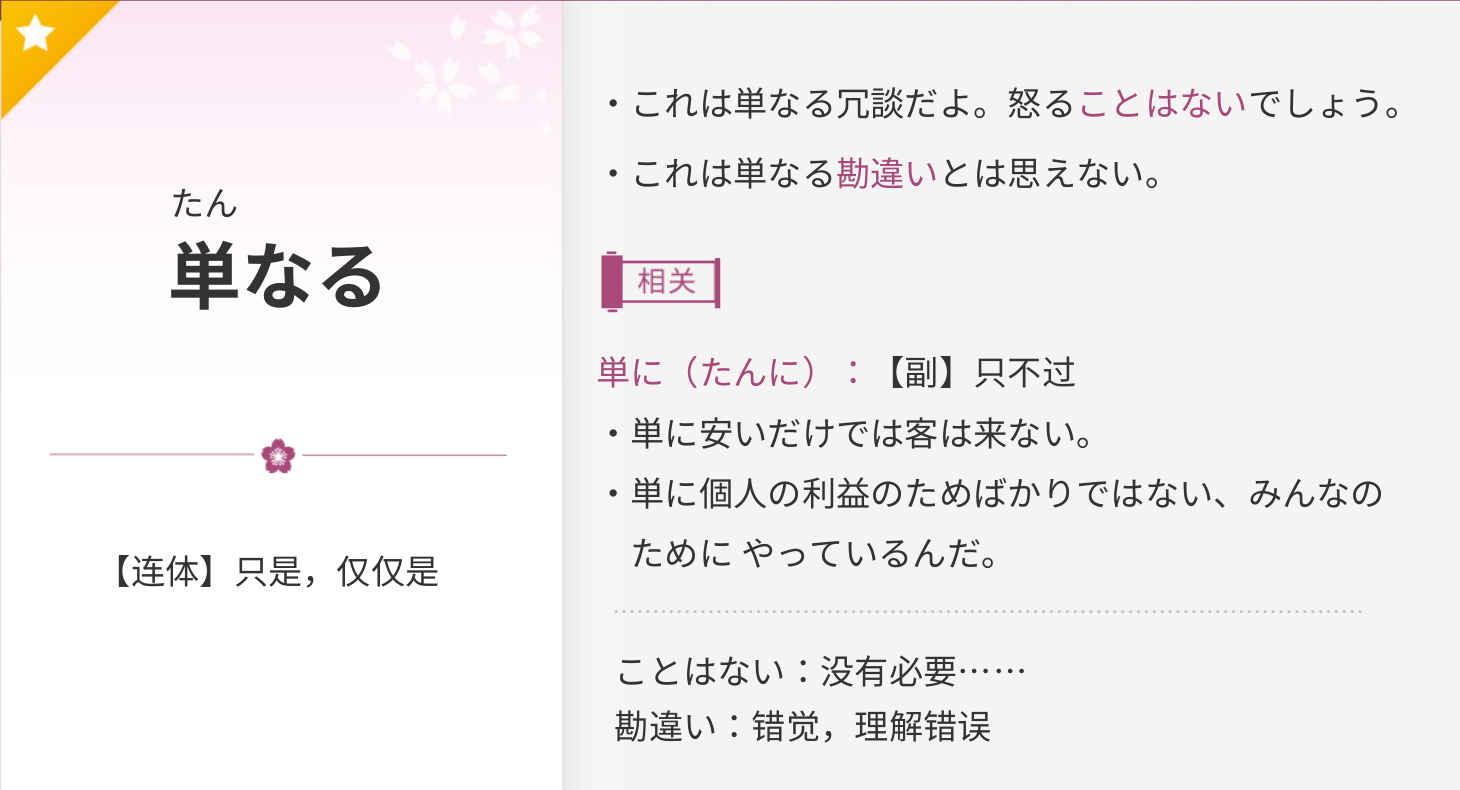 たん
単なる
【连体】只是，仅仅是
・これは単なる冗談だよ。怒ることはないでしょう。
・これは単なる勘違いとは思えない。
相关
単に（たんに）：【副】只不过
・単に安いだけでは客は来ない。
・単に個人の利益のためばかりではない、みんなの
ために やっているんだ。
ことはない：没有必要……
勘違い：错觉，理解错误